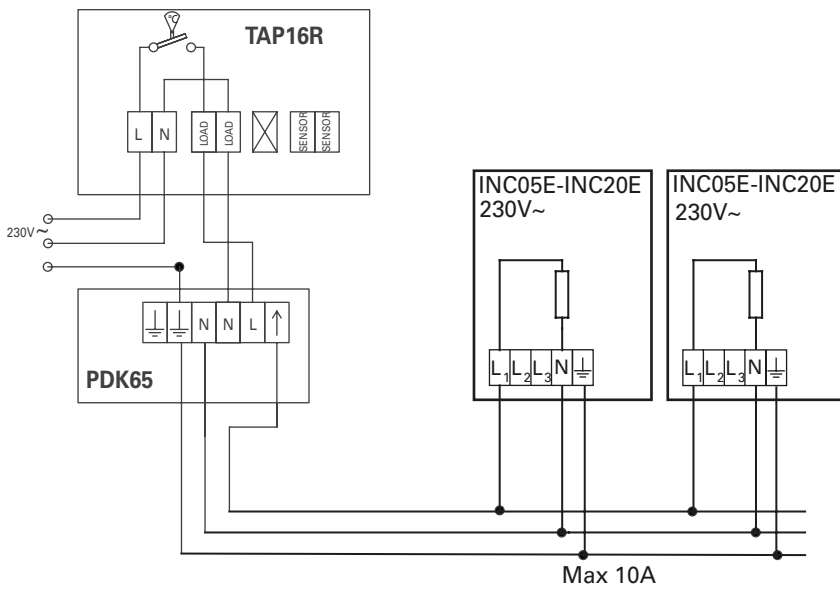 °C
TAP16R
L N LOAD LOAD SENSOR SENSOR
230V~
N N L
PDK65
INC05E-INC20E
230V~
L1 L2 L3 N
INC05E-INC20E
230V~
L1 L2 L3 N
Max 10A